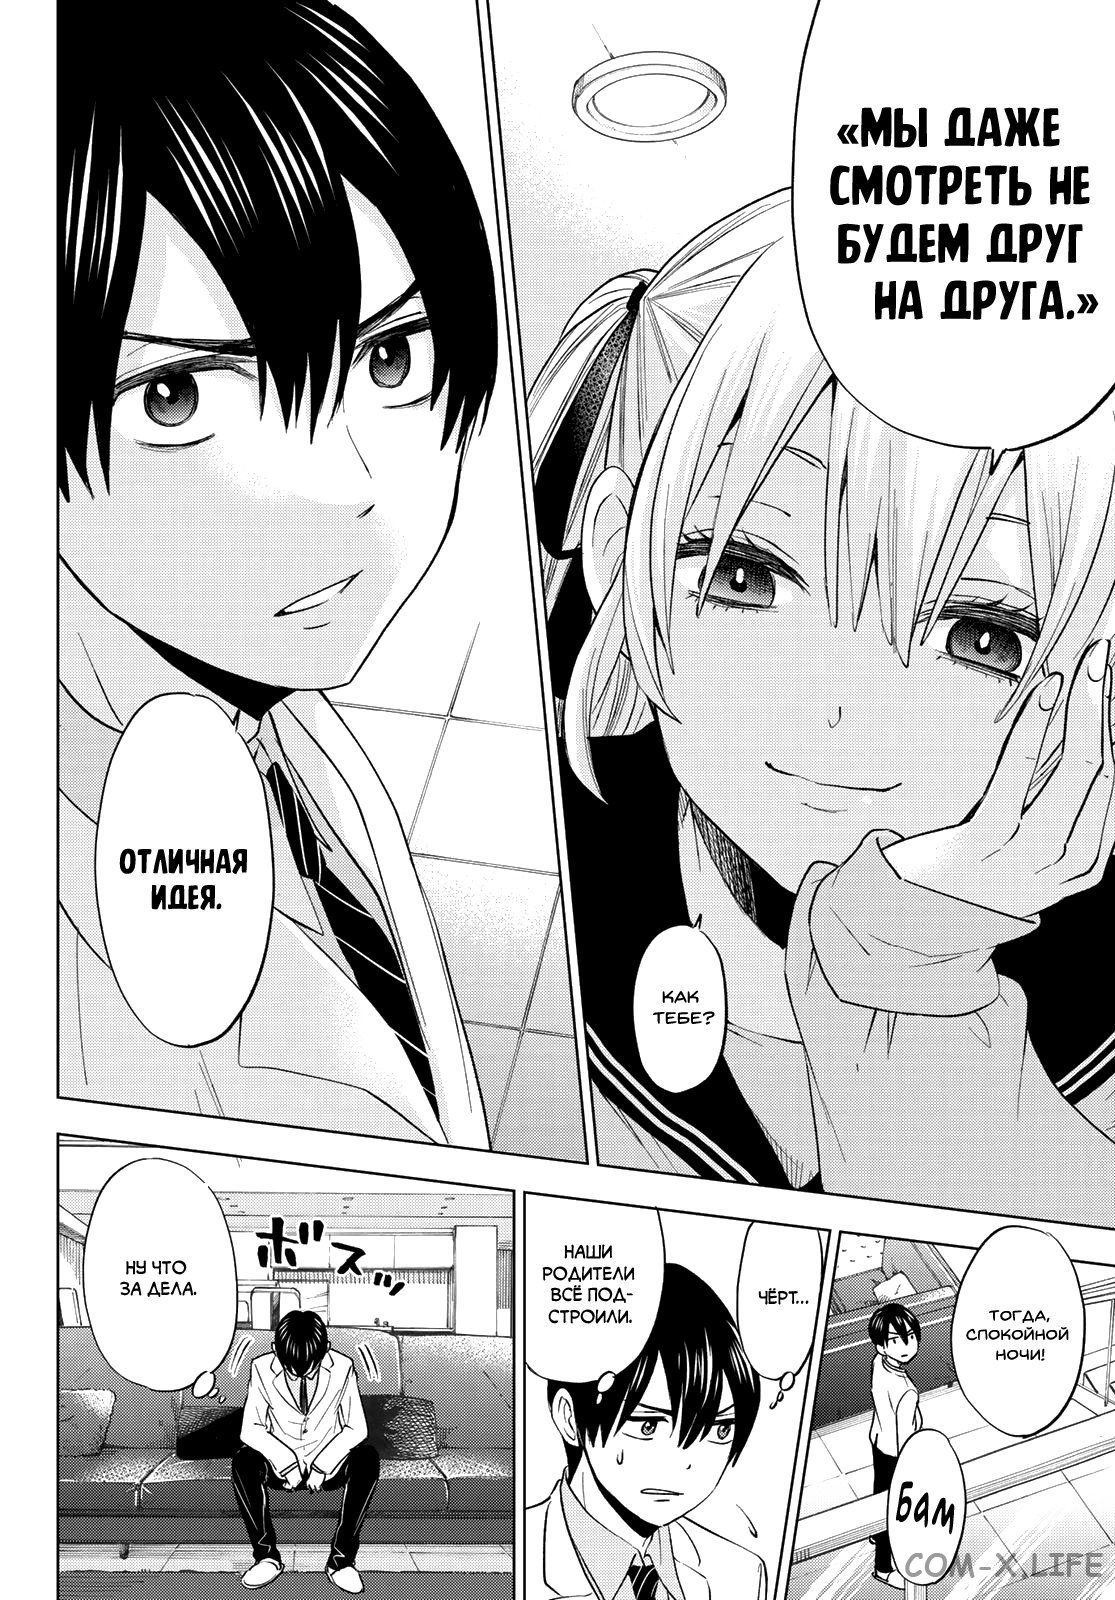 «МЫ ДАЖЕ
СМОТРЕТЬ НЕ
БУДЕМ ДРУГ
НА ДРУГА.»
КАК
ТЕБЕ?
ОТЛИЧНАЯ
ИДЕЯ.
ТОГДА,
СПОКОЙНОЙ
НОЧИ!
БАМ
ЧЁРТ...
НАШИ
РОДИТЕЛИ
ВСЁ ПОД-
СТРОИЛИ.
НУ ЧТО
ЗА ДЕЛА.
ボスッ
COM-X.LIFE